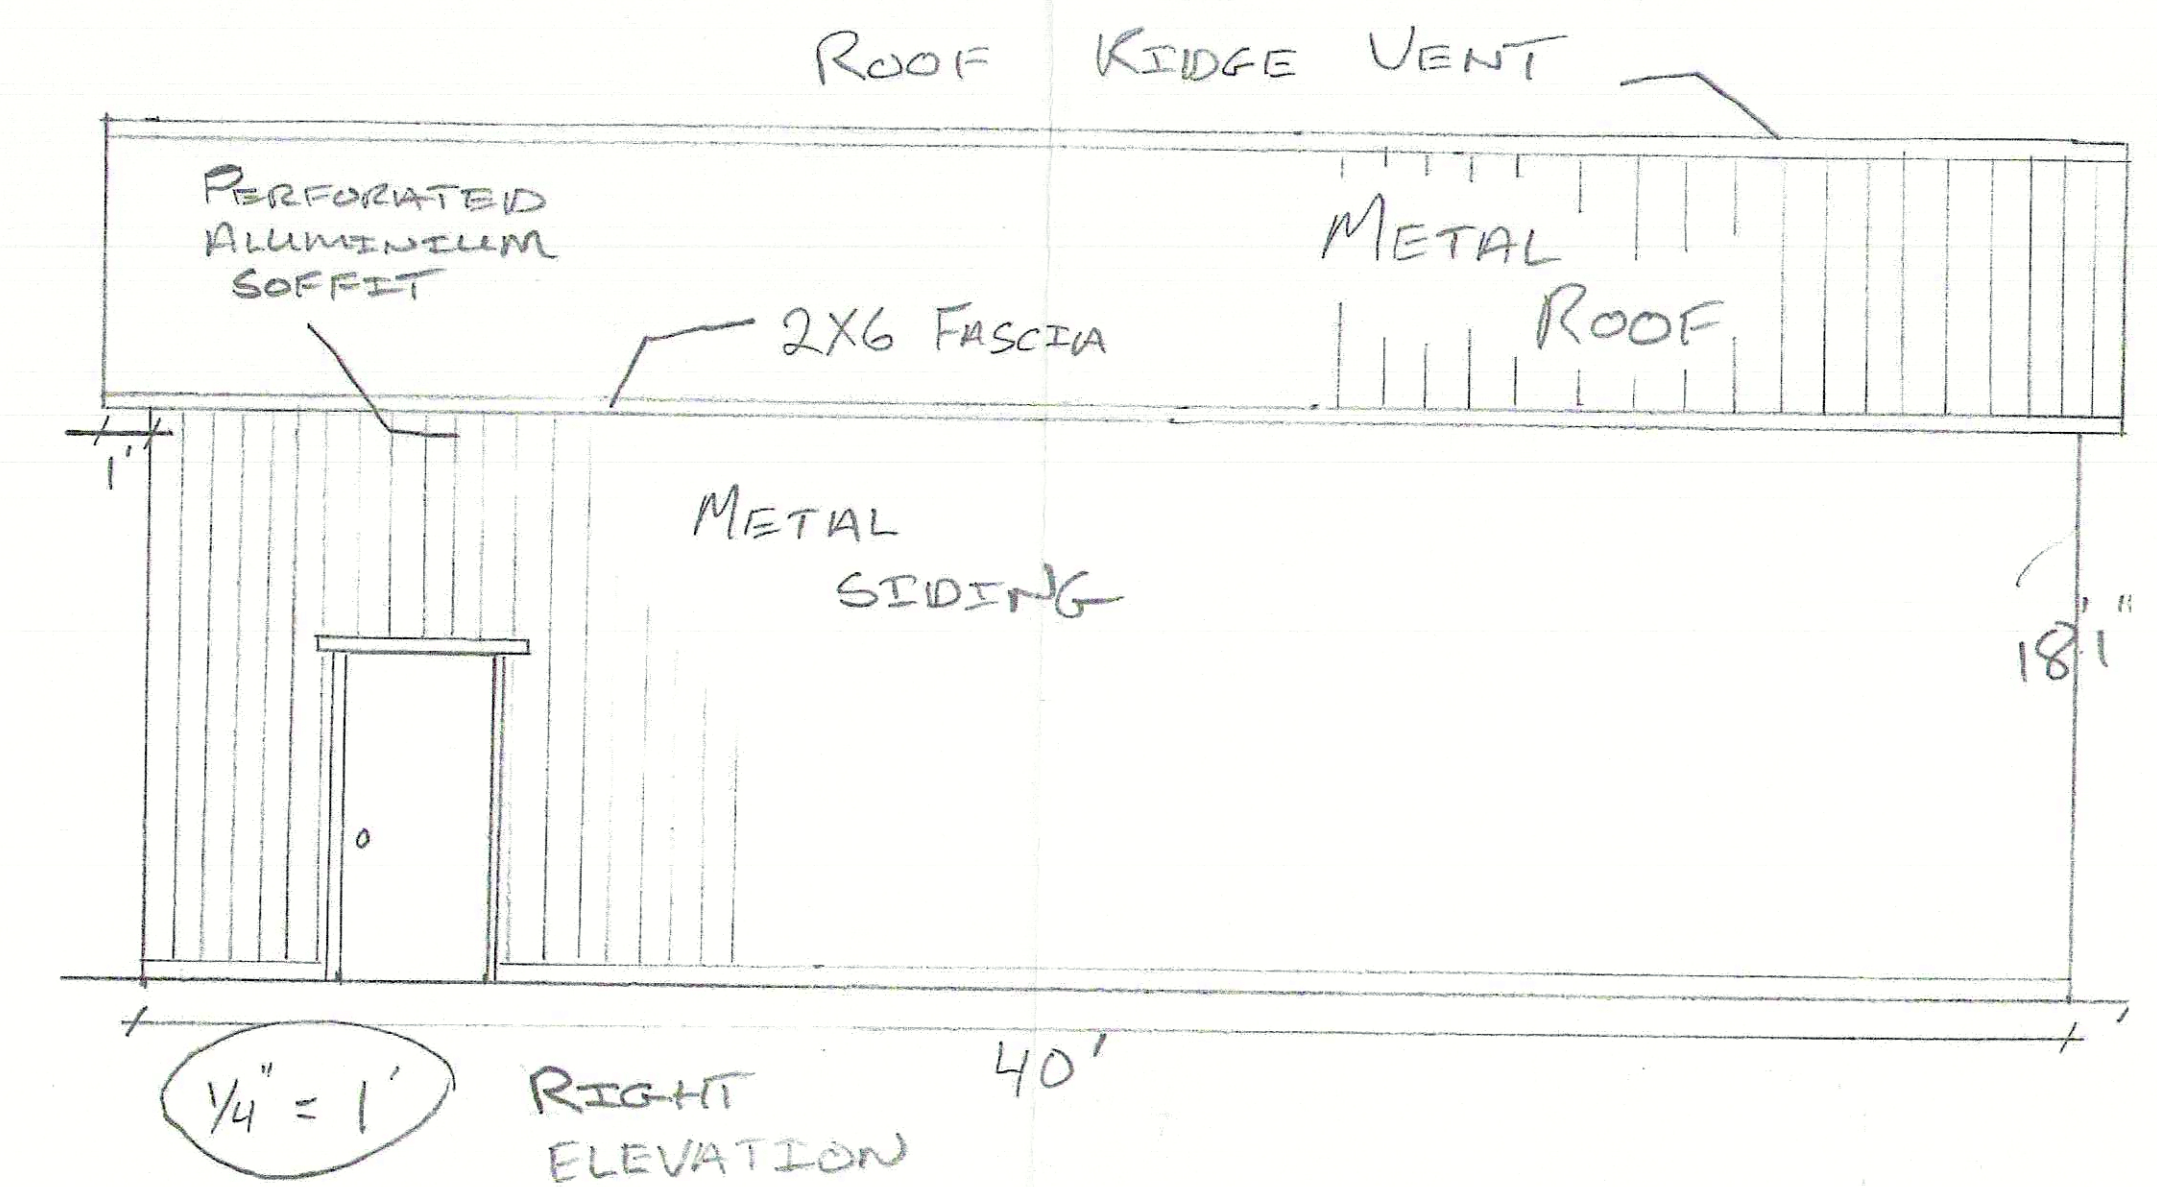 ROOF RIDGE VENT
PERFORATED
ALUMINIUM
SOFFIT
METAL
ROOF
2X6 FASCIA
1'
METAL
SIDING
18'1"
40'
1/4" = 1'
RIGHT
ELEVATION